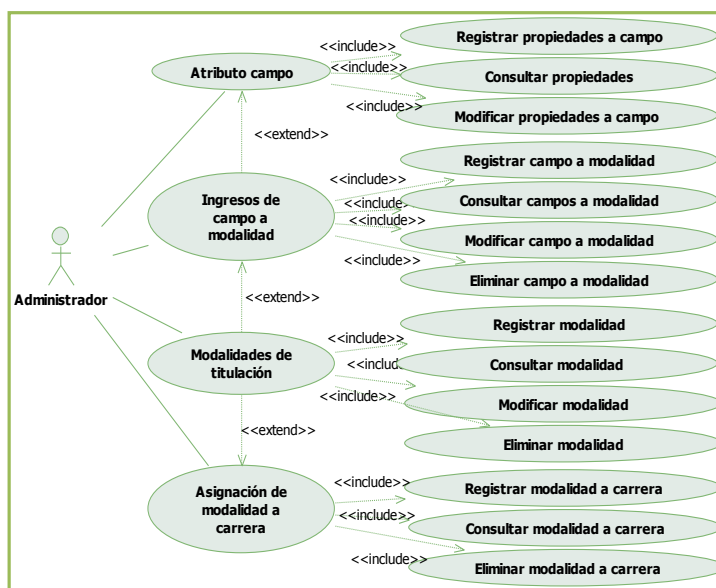 <<include>>
Registrar propiedades a campo
Atributo campo
<<include>>
Consultar propiedades
<<include>>
Modificar propiedades a campo
<<extend>>
Registrar campo a modalidad
<<include>>
Ingresos de
campo a
modalidad
<<include>>
Consultar campos a modalidad
<<include>>
Modificar campo a modalidad
<<include>>
Eliminar campo a modalidad
Administrador
<<extend>>
Registrar modalidad
<<include>>
Modalidades de
titulación
<<include
Consultar modalidad
<<include>>
Modificar modalidad
<<extend>>
Eliminar modalidad
Asignación de
modalidad a
carrera
<<include>>
Registrar modalidad a carrera
<<include>>
Consultar modalidad a carrera
<<include>>
Eliminar modalidad a carrera